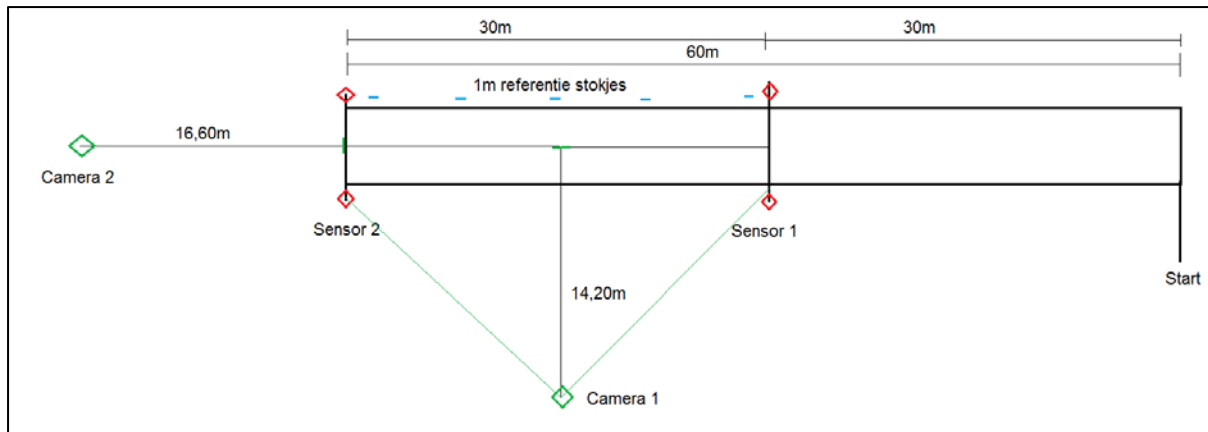 30m
30m
60m
1m referentie stokjes
16,60m
Camera 2
Sensor 2
Sensor 1
Start
14,20m
Camera 1